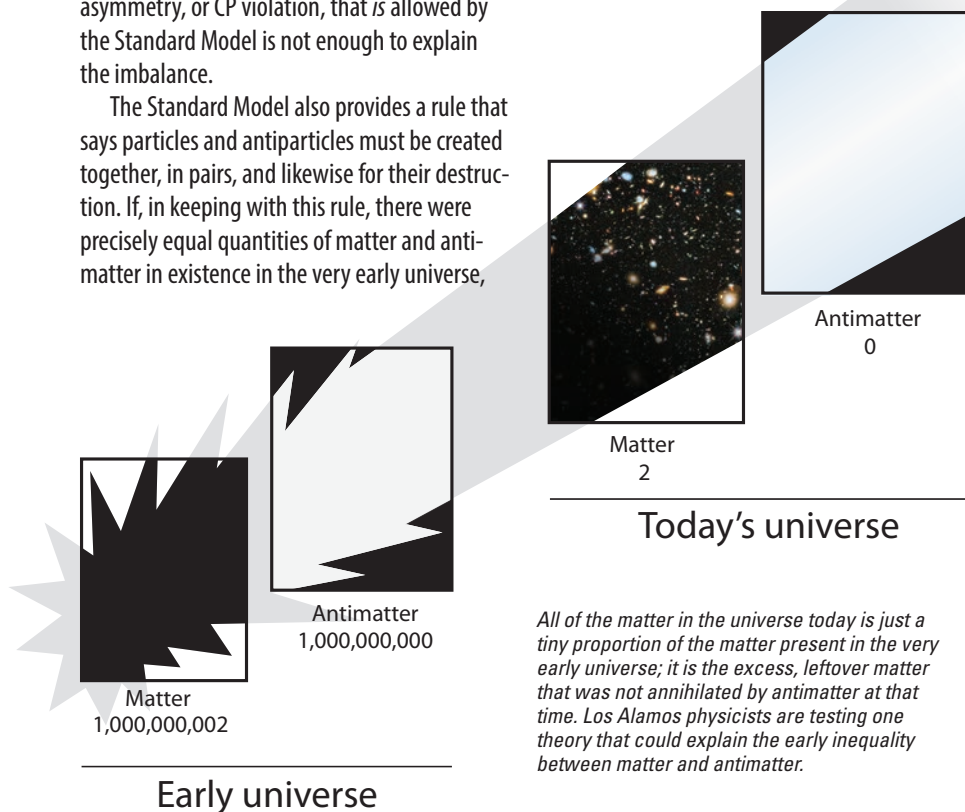 asymmetry, or CP violation, that is allowed by
the Standard Model is not enough to explain
the imbalance.
The Standard Model also provides a rule that
says particles and antiparticles must be created
together, in pairs, and likewise for their destruc-
tion. If, in keeping with this rule, there were
precisely equal quantities of matter and anti-
matter in existence in the very early universe,
Matter
1,000,000,002
Antimatter
1,000,000,000
Early universe
Matter
2
Antimatter
0
Today's universe
All of the matter in the universe today is just a
tiny proportion of the matter present in the very
early universe; it is the excess, leftover matter
that was not annihilated by antimatter at that
time. Los Alamos physicists are testing one
theory that could explain the early inequality
between matter and antimatter.